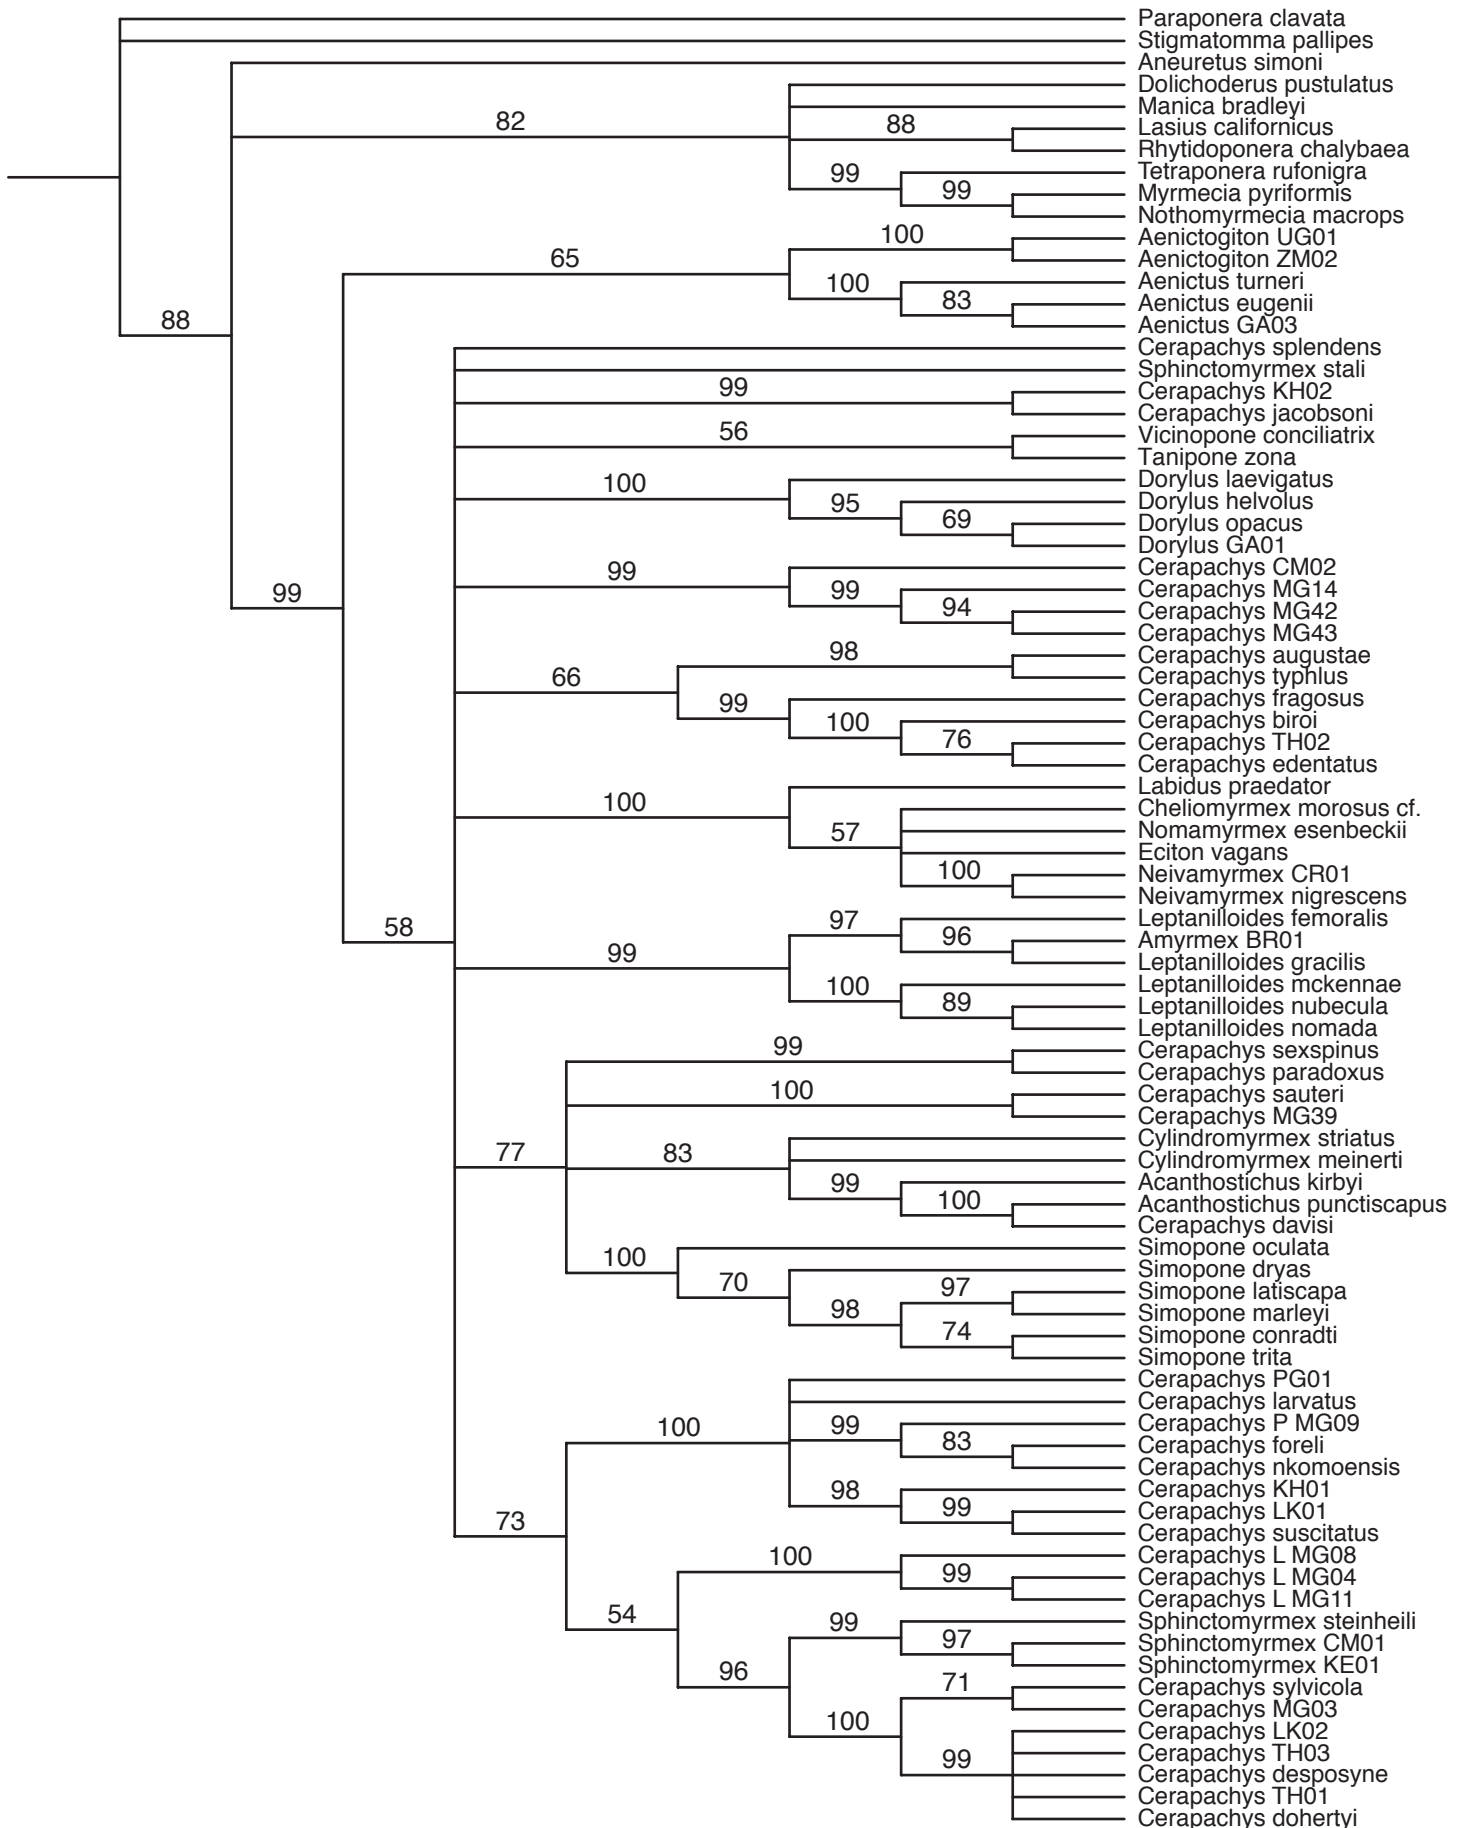 Paraponera clavata
Stigmatomma pallipes
Aneuretus simoni
Dolichoderus pustulatus
82
Manica bradleyi
88
Lasius californicus
Rhytidoponera chalybaea
99
Tetraponera rufonigra
99
Myrmecia pyriformis
Nothomyrmecia macrops
100
Aenictogiton UG01
65
Aenictogiton ZM02
100
Aenictus turneri
83
Aenictus eugenii
88
Aenictus GA03
Cerapachys splendens
Sphinctomyrmex stali
99
Cerapachys KH02
Cerapachys jacobsoni
56
Vicinopone conciliatrix
Tanipone zona
100
Dorylus laevigatus
95
Dorylus helvolus
69
Dorylus opacus
Dorylus GA01
99
Cerapachys CM02
99
99
Cerapachys MG14
94
Cerapachys MG42
Cerapachys MG43
98
Cerapachys augustae
66
Cerapachys typhlus
99
Cerapachys fragosus
100
Cerapachys biroi
76
Cerapachys TH02
Cerapachys edentatus
100
Labidus praedator
Cheliomyrmex morosus cf.
57
Nomamyrmex esenbeckii
Eciton vagans
100
Neivamyrmex CR01
Neivamyrmex nigrescens
58
97
Leptanilloides femoralis
96
Amyrmex BR01
99
Leptanilloides gracilis
100
Leptanilloides mckennae
89
Leptanilloides nubecula
Leptanilloides nomada
99
Cerapachys sexspinus
Cerapachys paradoxus
100
Cerapachys sauteri
Cerapachys MG39
77
83
Cylindromyrmex striatus
Cylindromyrmex meinerti
99
Acanthostichus kirbyi
100
Acanthostichus punctiscapus
Cerapachys davisi
100
Simopone oculata
70
Simopone dryas
97
Simopone latiscapa
98
Simopone marleyi
74
Simopone conradti
Simopone trita
Cerapachys PG01
Cerapachys larvatus
100
99
Cerapachys P MG09
83
Cerapachys foreli
Cerapachys nkomoensis
98
Cerapachys KH01
73
99
Cerapachys LK01
Cerapachys suscitatus
100
Cerapachys L MG08
99
Cerapachys L MG04
Cerapachys L MG11
54
99
Sphinctomyrmex steinheili
97
Sphinctomyrmex CM01
96
Sphinctomyrmex KE01
71
Cerapachys sylvicola
Cerapachys MG03
100
Cerapachys LK02
99
Cerapachys TH03
Cerapachys desposyne
Cerapachys TH01
Cerapachys dohertyi